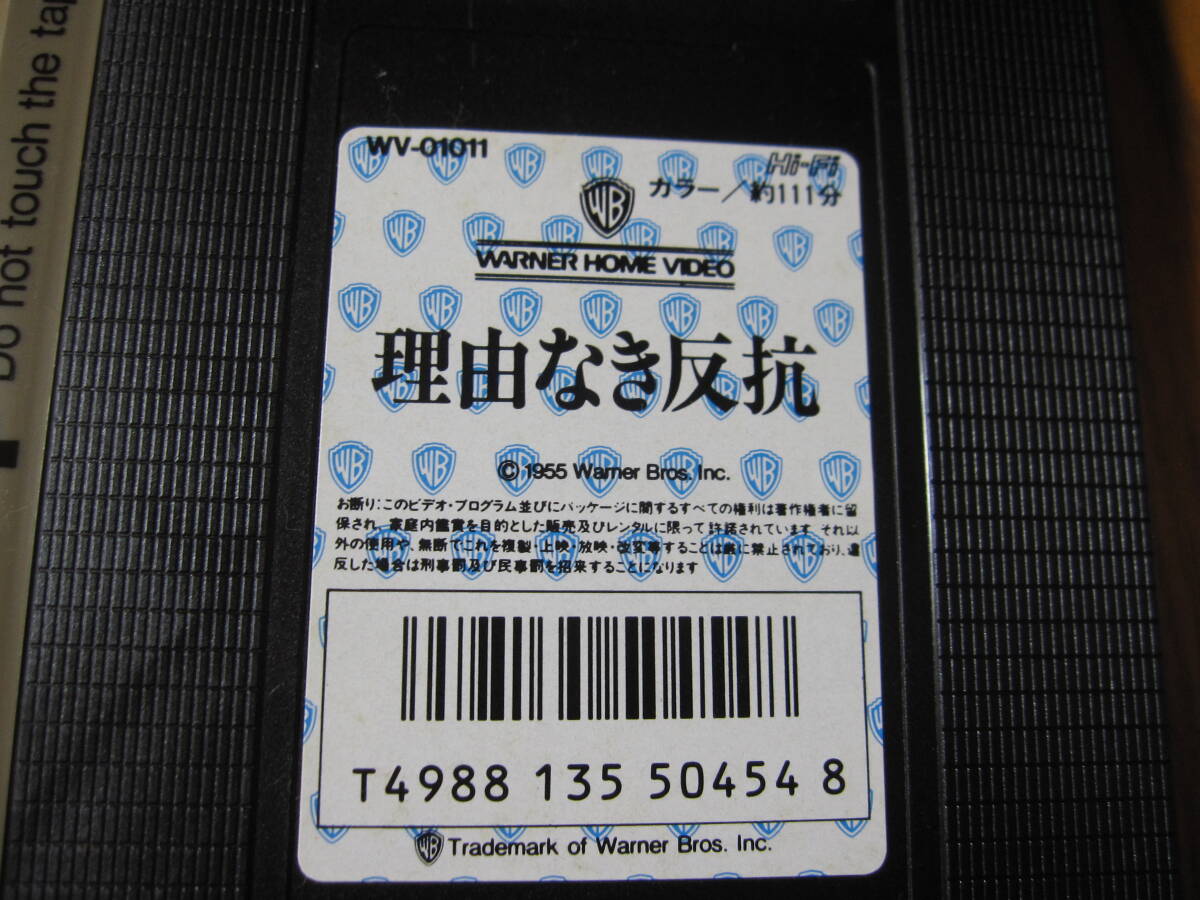 Do not touch the tap
WV-01011
Hi-Fi
カラー／約111分
WB
WARNER HOME VIDEO
理由なき反抗
©1955 Warner Bros. Inc.
お断り:このビデオ・プログラム並びにパッケージに関するすべての権利は著作権者に留
保され、家庭内鑑賞を目的とした販売及びレンタルに限って許諾されています。それ以
外の使用や、無断でこれを複製・上映・放映・改変等することは厳に禁止されており、違
反した場合は刑事罰及び民事罰を招来することになります
T4988 135 50454 8
WB Trademark of Warner Bros. Inc.